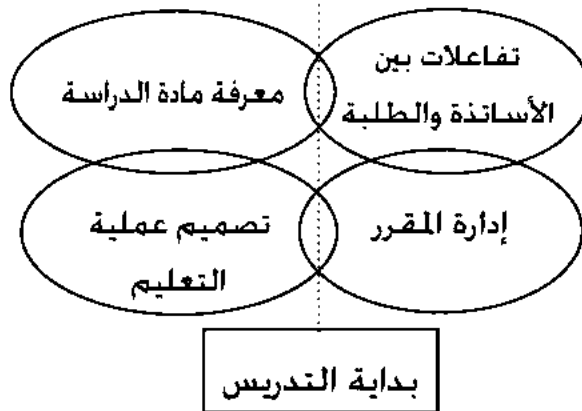 تفاعلات بين
الأساتذة والطلبة
معرفة مادة الدراسة
إدارة المقرر
تصميم عملية
التعليم
بداية التدريس